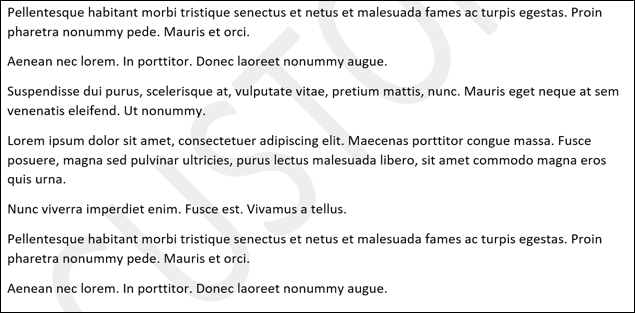 Pellentesque habitant morbi tristique senectus et netus et malesuada fames ac turpis egestas. Proin
pharetra nonummy pede. Mauris et orci.
Aenean nec lorem. In porttitor. Donec laoreet nonummy augue.
Suspendisse dui purus, scelerisque at, vulputate vitae, pretium mattis, nunc. Mauris eget neque at sem
venenatis eleifend. Ut nonummy.
Lorem ipsum dolor sit amet, consectetuer adipiscing elit. Maecenas porttitor congue massa. Fusce
posuere, magna sed pulvinar ultricies, purus lectus malesuada libero, sit amet commodo magna eros
quis urna.
Nunc viverra imperdiet enim. Fusce est. Vivamus a tellus.
Pellentesque habitant morbi tristique senectus et netus et malesuada fames ac turpis egestas. Proin
pharetra nonummy pede. Mauris et orci.
Aenean nec lorem. In porttitor. Donec laoreet nonummy augue.